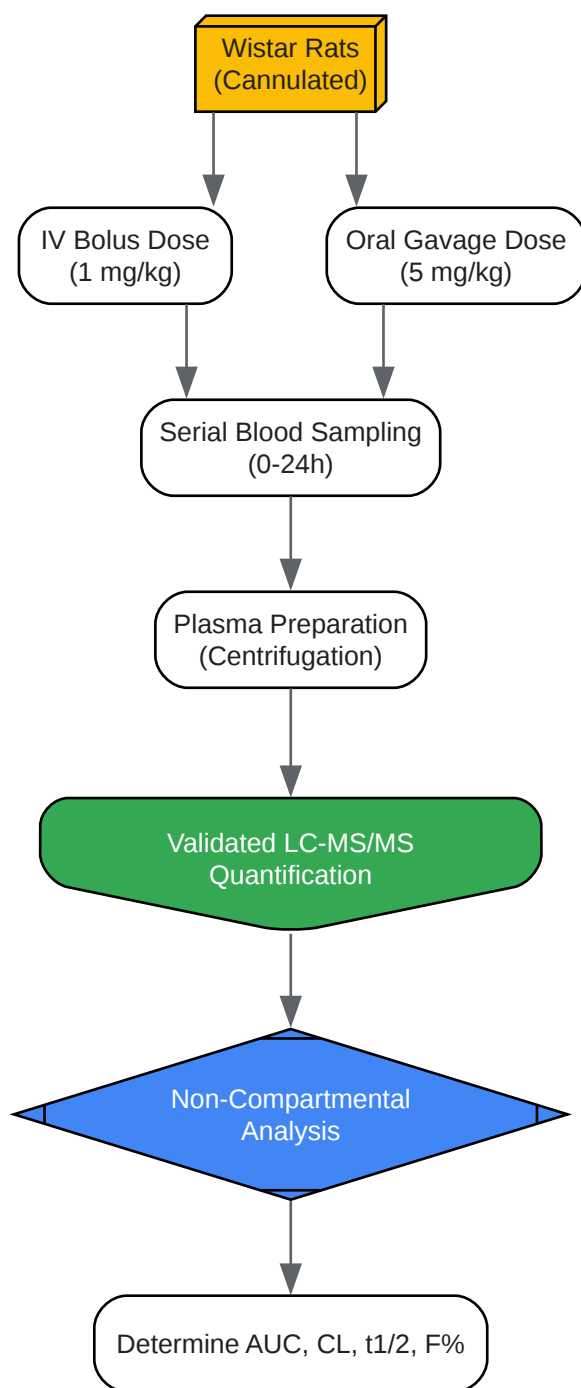 Wistar Rats
(Cannulated)
IV Bolus Dose
(1 mg/kg)
Oral Gavage Dose
(5 mg/kg)
Serial Blood Sampling
(0-24h)
Plasma Preparation
(Centrifugation)
Validated LC-MS/MS
Quantification
Non-Compartmental
Analysis
Determine AUC, CL, t1/2, F%